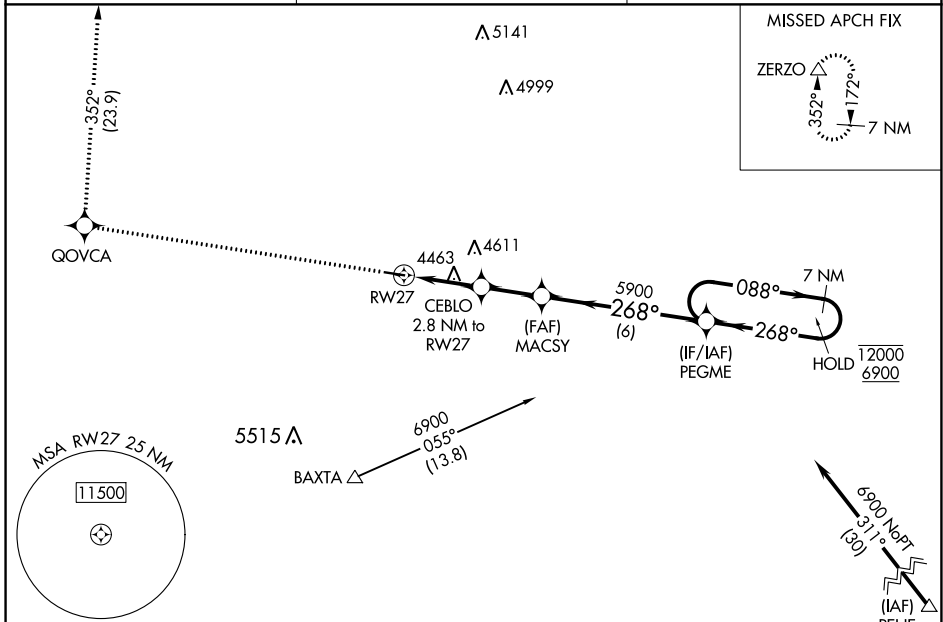 MISSED APCH FIX
ZERZO
352°
172°
7 NM
5141
4999
352°
(23.9)
QOVCA
4463
4611
RW27
CEBLO
2.8 NM to
RW27
(FAF)
MACSY
5900
268°
(6)
(IF/IAF)
PEGME
088°
7 NM
268°
HOLD
12000
6900
5515
BAXTA
6900
055°
(13.8)
MSA RW27 25 NM
11500
6900 NoPT
311°
(30)
(IAF)